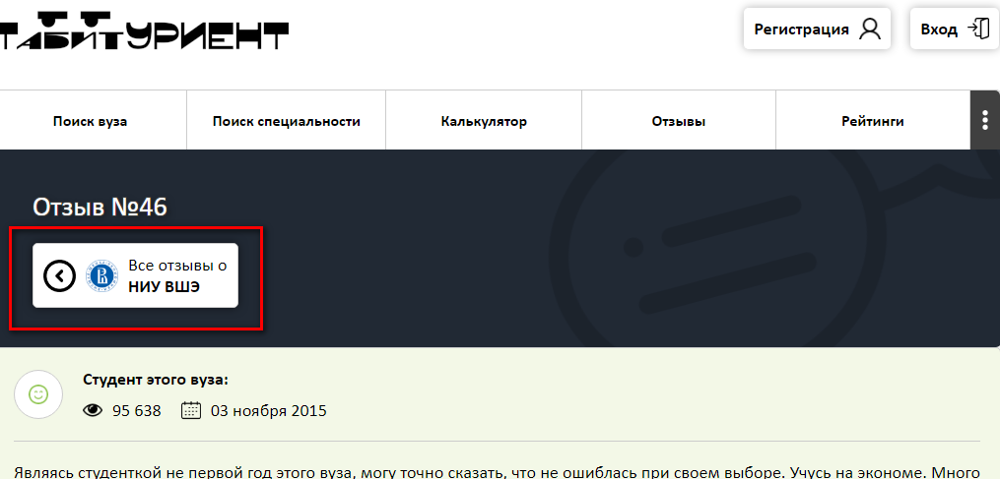 ТАБИТУРИЕНТ
Регистрация
Вход
Поиск вуза
Поиск специальности
Калькулятор
Отзывы
Рейтинги
Отзыв №46
Все отзывы о
НИУ ВШЭ
Студент этого вуза:
95 638
03 ноября 2015
Являясь студенткой не первой год этого вуза, могу точно сказать, что не ошиблась при своем выборе. Учусь на экономе. Много